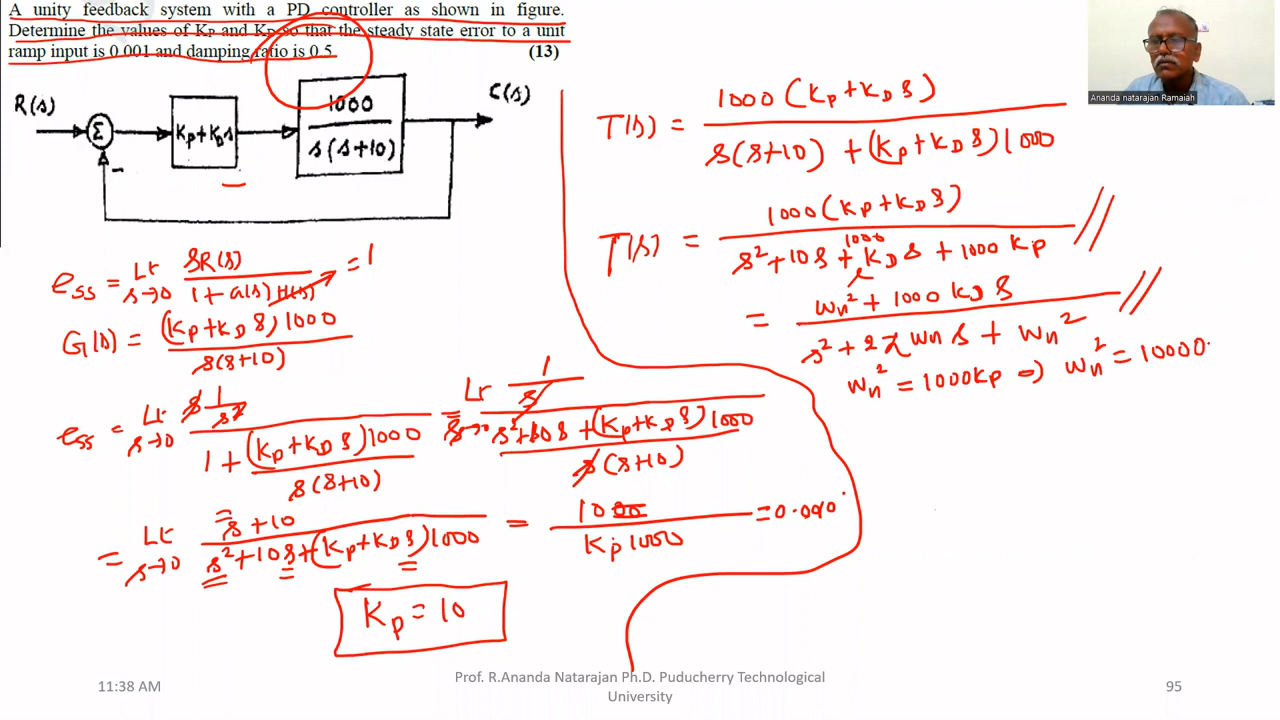 A unity feedback system with a PD controller as shown in figure.
Determine the values of KP and KD so that the steady state error to a unit
ramp input is 0.001 and damping ratio is 0.5.
(13)
R(s)
Σ
-
Kp+KDs
1000
s(s+10)
C(s)
ess = Lt s→0 SR(s) / 1+G(s)H(s) = 1
G(s) = (Kp+KDS)1000 / s(s+10)
ess = Lt s→0 s 1/s² / 1+(Kp+KDS)1000 / s(s+10) = Lt s→0 1/s / s²+10s+(Kp+KDS)1000 / s(s+10)
= Lt s→0 s+10 / s²+10s+(Kp+KDS)1000 = 10 / Kp1000 = 0.001
Kp = 10
T(s) = 1000(Kp+KDS) / s(s+10)+(Kp+KDS)1000
T(s) = 1000(Kp+KDS) / s²+10s+1000KDS+1000Kp
= wn²+1000KDS / s²+2ζwns+wn²
wn² = 1000Kp ⇒ wn² = 10000
Ananda natarajan Ramaiah
11:38 AM
Prof. R.Ananda Natarajan Ph.D. Puducherry Technological
University
95